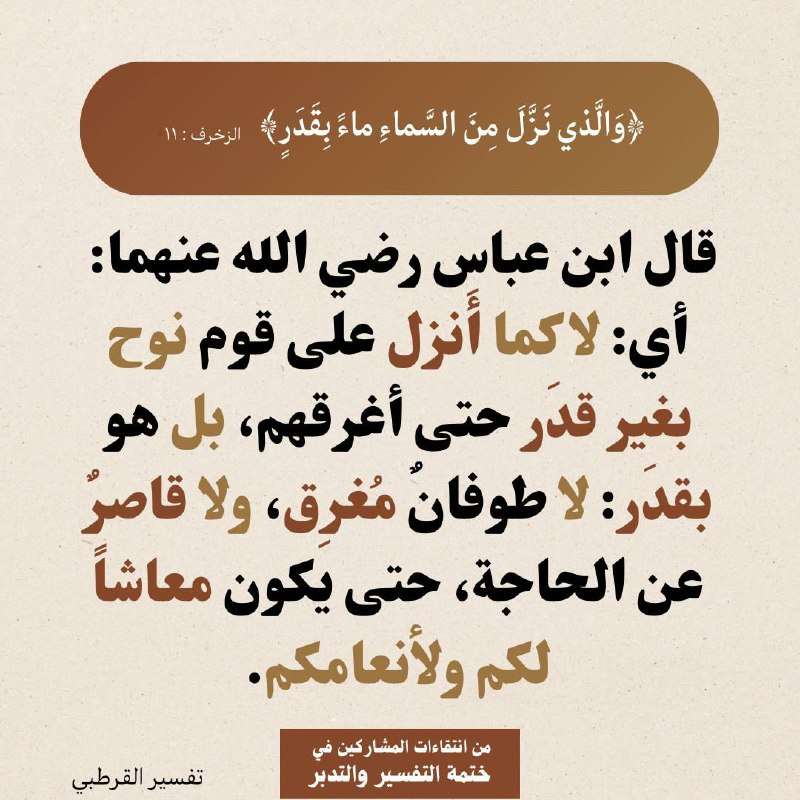 ﴿وَالَّذي نَزَّلَ مِنَ السَّماءِ ماءً بِقَدَرٍ﴾ الزخرف : ١١
قال ابن عباس رضي الله عنهما:
أي: لاكما أَنزل على قوم نوح
بغير قدَر حتى أغرقهم، بل هو
بقدَر: لا طوفانٌ مُغرِق، ولا قاصرٌ
عن الحاجة، حتى يكون معاشاً
لكم ولأنعامكم.
من انتقاءات المشاركين في
ختمة التفسير والتدبر
تفسير القرطبي